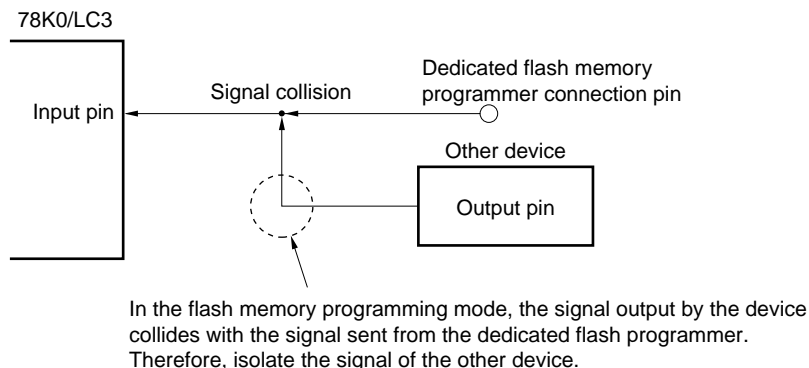 78K0/LC3
Dedicated flash memory
programmer connection pin
Signal collision
Input pin
Other device
Output pin
In the flash memory programming mode, the signal output by the device
collides with the signal sent from the dedicated flash programmer.
Therefore, isolate the signal of the other device.